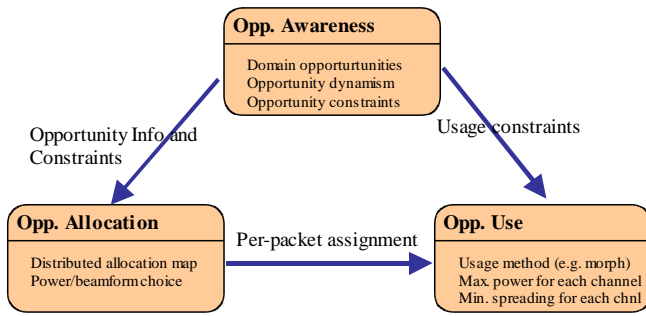 Opp. Awareness
Domain opporturtunities
Opportunity dynamism
Opportunity constraints
Opportunity Info and
Constraints
Usage constraints
Opp. Allocation
Distributed allocation map
Power/beamform choice
Per-packet assignment
Opp. Use
Usage method (e.g. morph)
Max. power for each channel
Min. spreading for each chnl